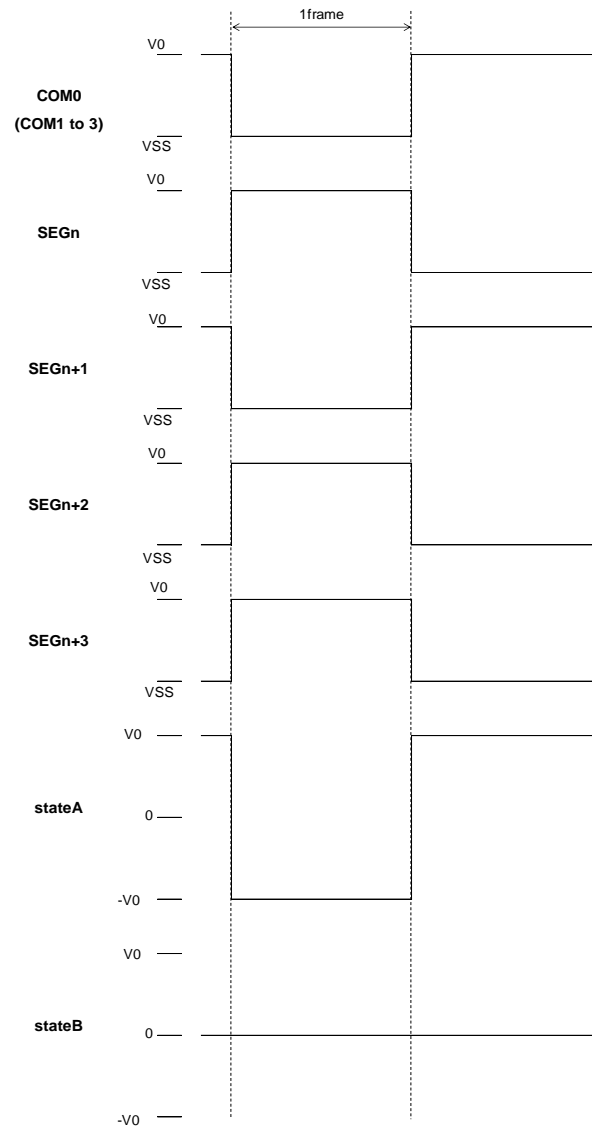 1frame
V0
COM0
(COM1 to 3)
VSS
V0
SEGn
VSS
V0
SEGn+1
VSS
V0
SEGn+2
VSS
V0
SEGn+3
VSS
V0
stateA
0
-V0
V0
stateB
0
-V0